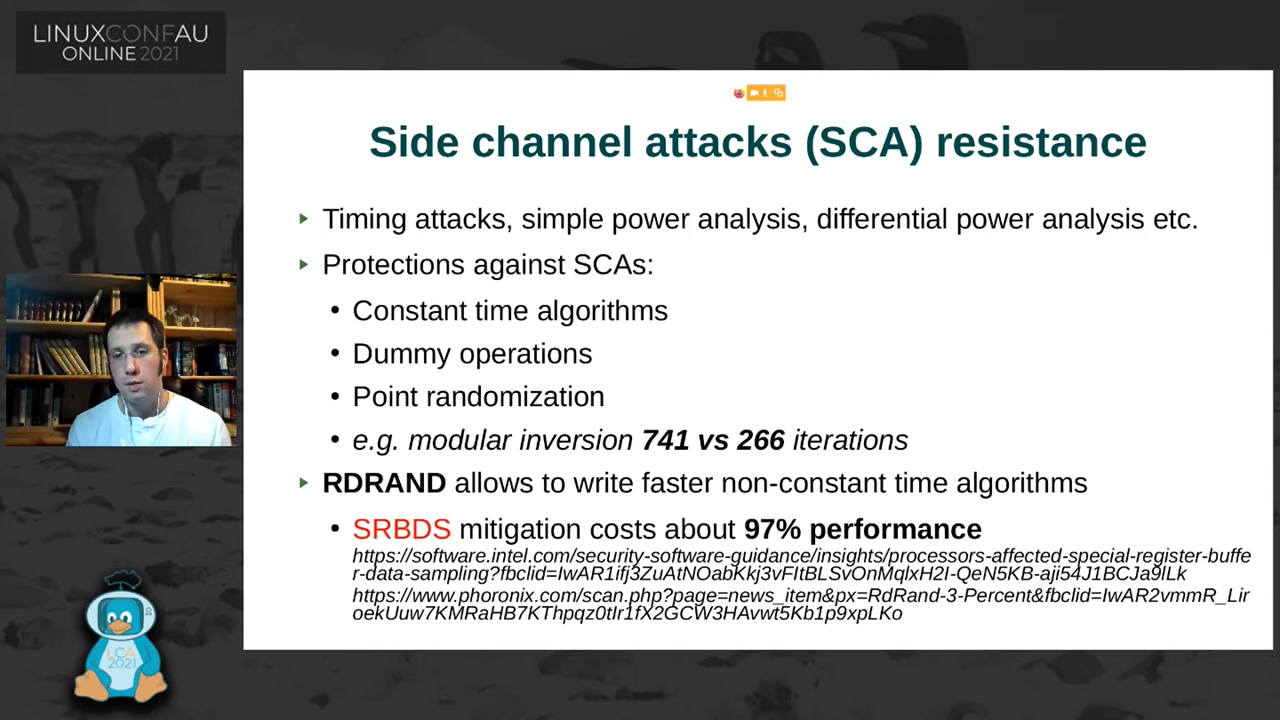 LINUXCONFAU
ONLINE 2021
Side channel attacks (SCA) resistance
Timing attacks, simple power analysis, differential power analysis etc.
Protections against SCAs:
Constant time algorithms
Dummy operations
Point randomization
e.g. modular inversion 741 vs 266 iterations
RDRAND allows to write faster non-constant time algorithms
SRBDS mitigation costs about 97% performance
https://software.intel.com/security-software-guidance/insights/processors-affected-special-register-buffe
r-data-sampling?fbclid=IwAR1ifj3ZuAtNOabKkj3vFItBLSvOnMqlxH2I-QeN5KB-aji54J1BCJa9lLk
https://www.phoronix.com/scan.php?page=news_item&px=RdRand-3-Percent&fbclid=IwAR2vmmR_Lir
oekUuw7KMRaHB7KThpqz0tIr1fX2GCW3HAvwt5Kb1p9xpLKo
LCA
2021